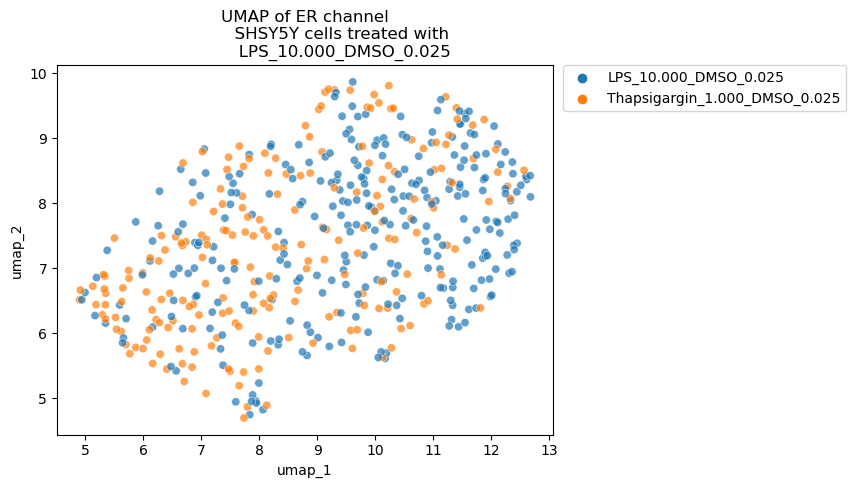 UMAP of ER channel
SHSY5Y cells treated with
LPS_10.000_DMSO_0.025
LPS_10.000_DMSO_0.025
Thapsigargin_1.000_DMSO_0.025
10
9
8
7
6
5
umap_2
5 6 7 8 9 10 11 12 13
umap_1